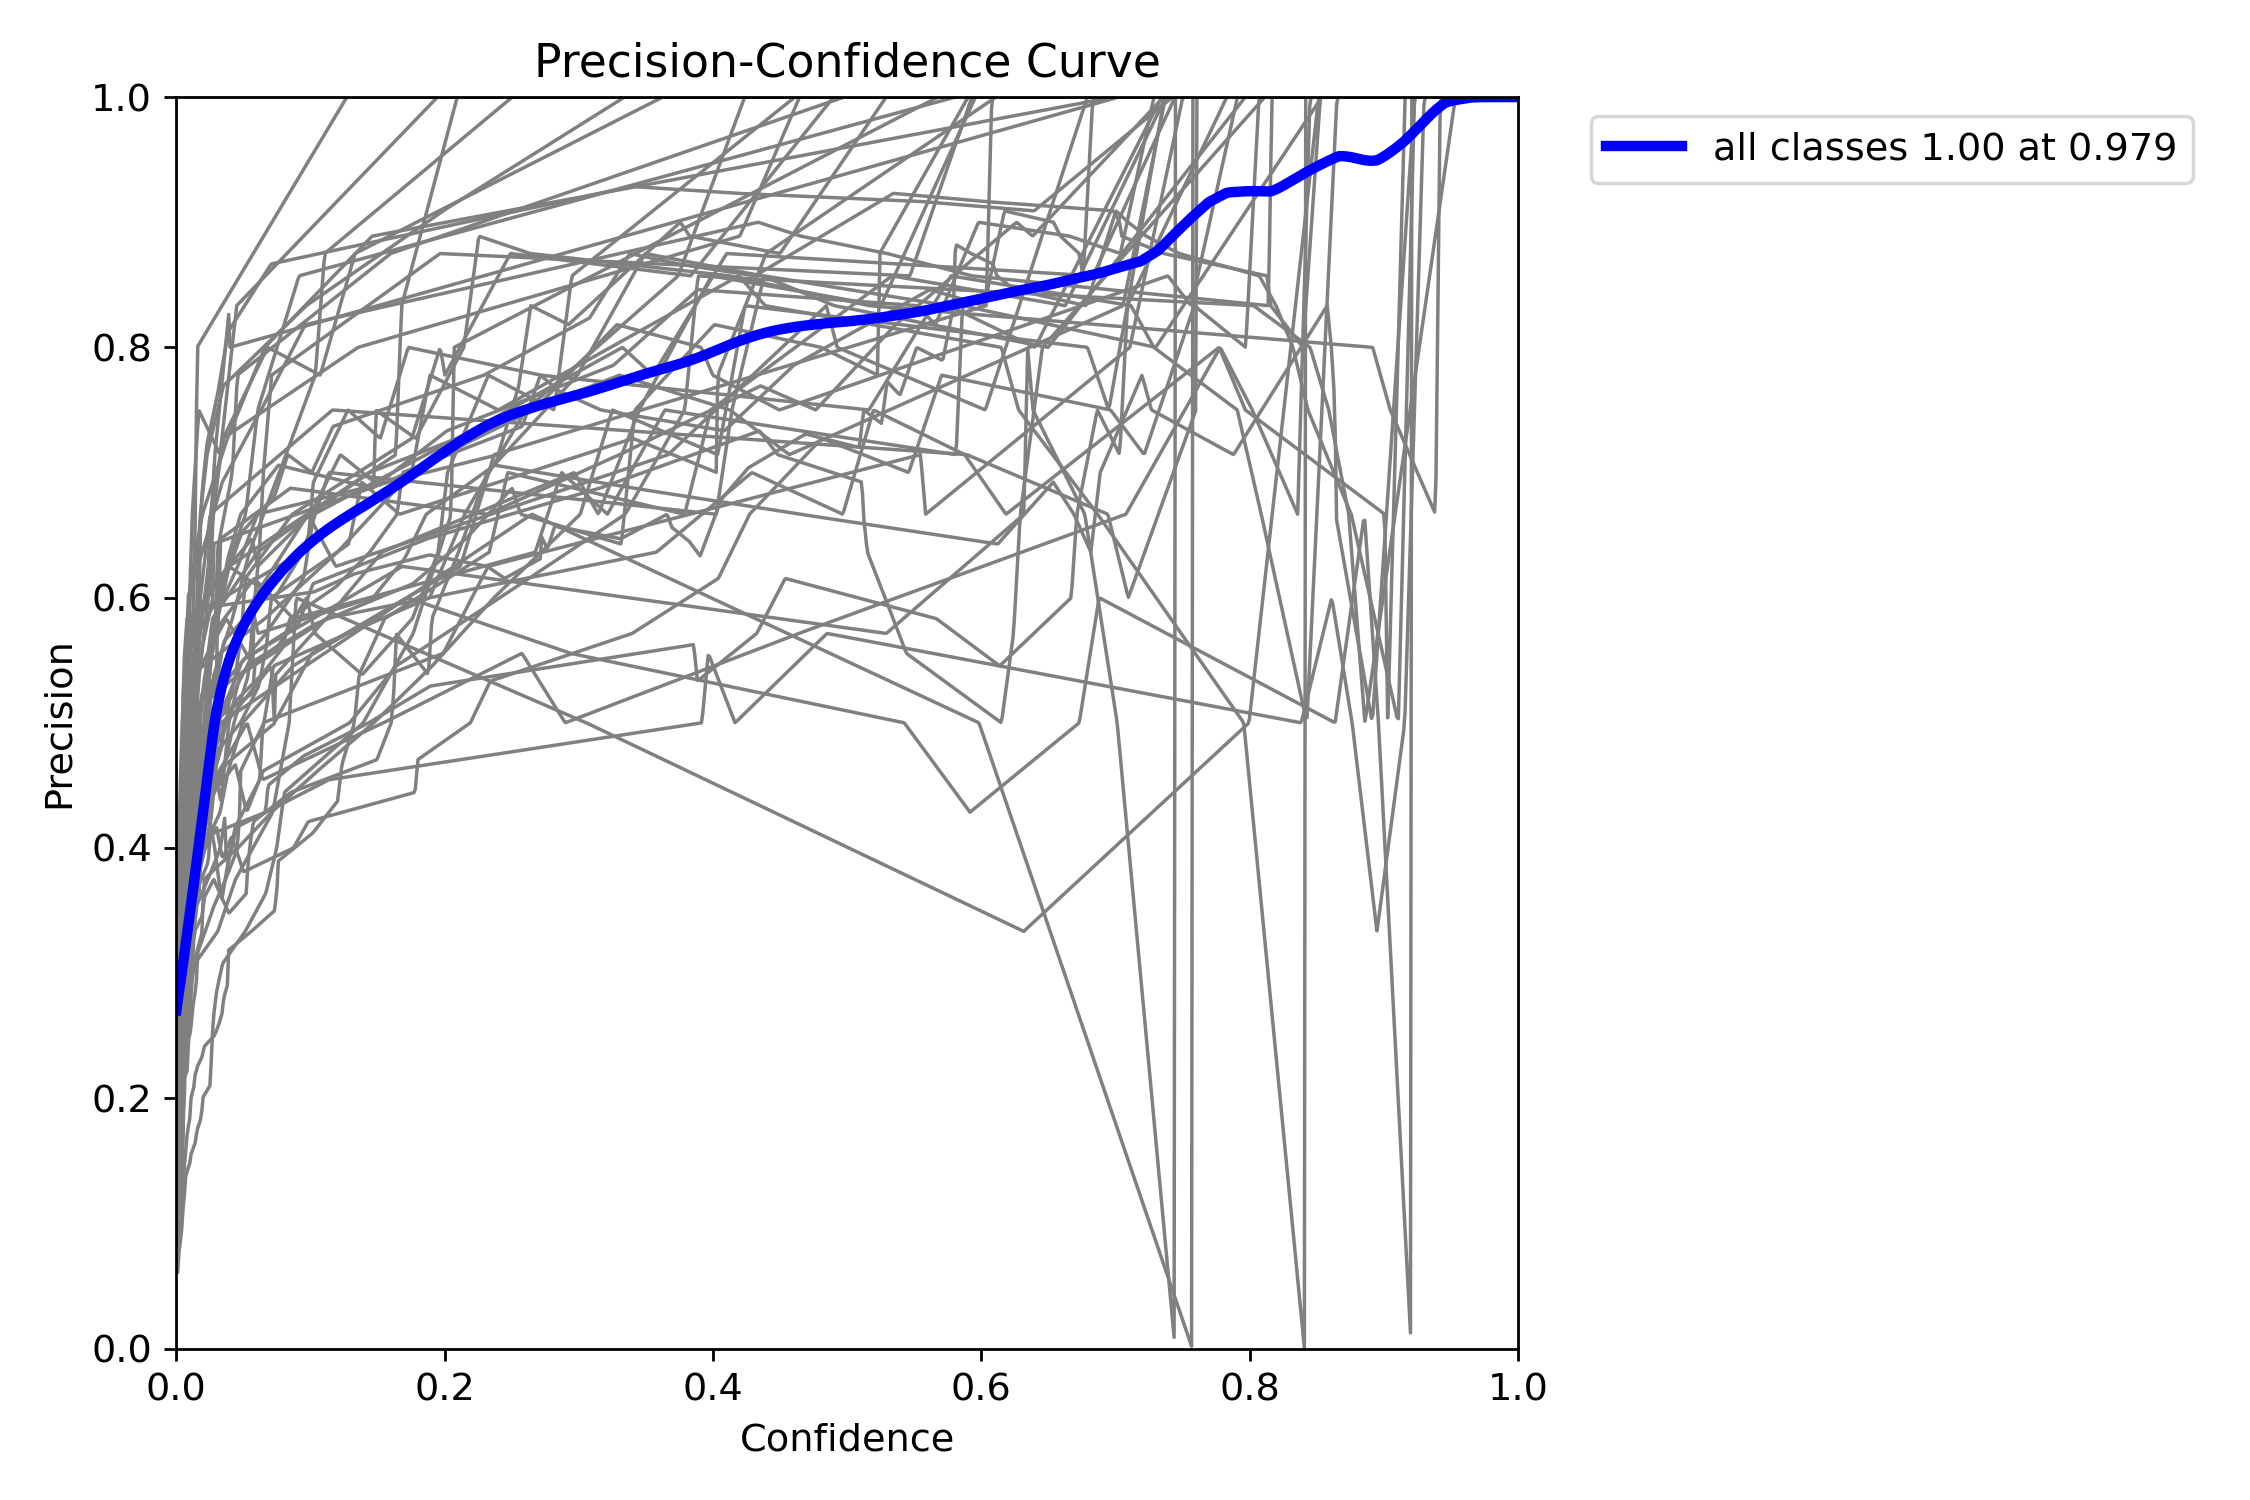 Precision-Confidence Curve
all classes 1.00 at 0.979
1.0
0.8
0.6
0.4
0.2
0.0
Precision
0.0 0.2 0.4 0.6 0.8 1.0
Confidence